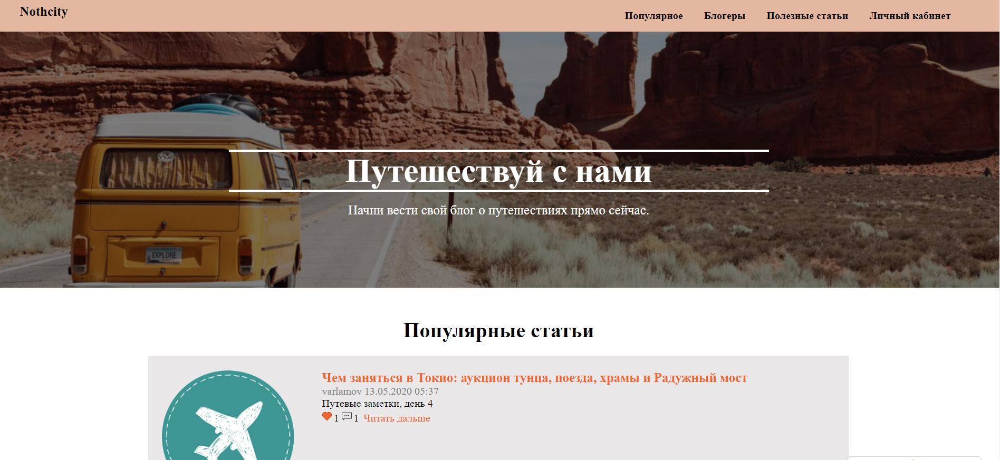 Nothcity
Популярное Блогеры Полезные статьи Личный кабинет
Путешествуй с нами
Начни вести свой блог о путешествиях прямо сейчас.
EXPLORE
Популярные статьи
Чем заняться в Токио: аукцион тунца, поезда, храмы и Радужный мост
varlamov 13.05.2020 05:37
Путевые заметки, день 4
1 1 Читать дальше